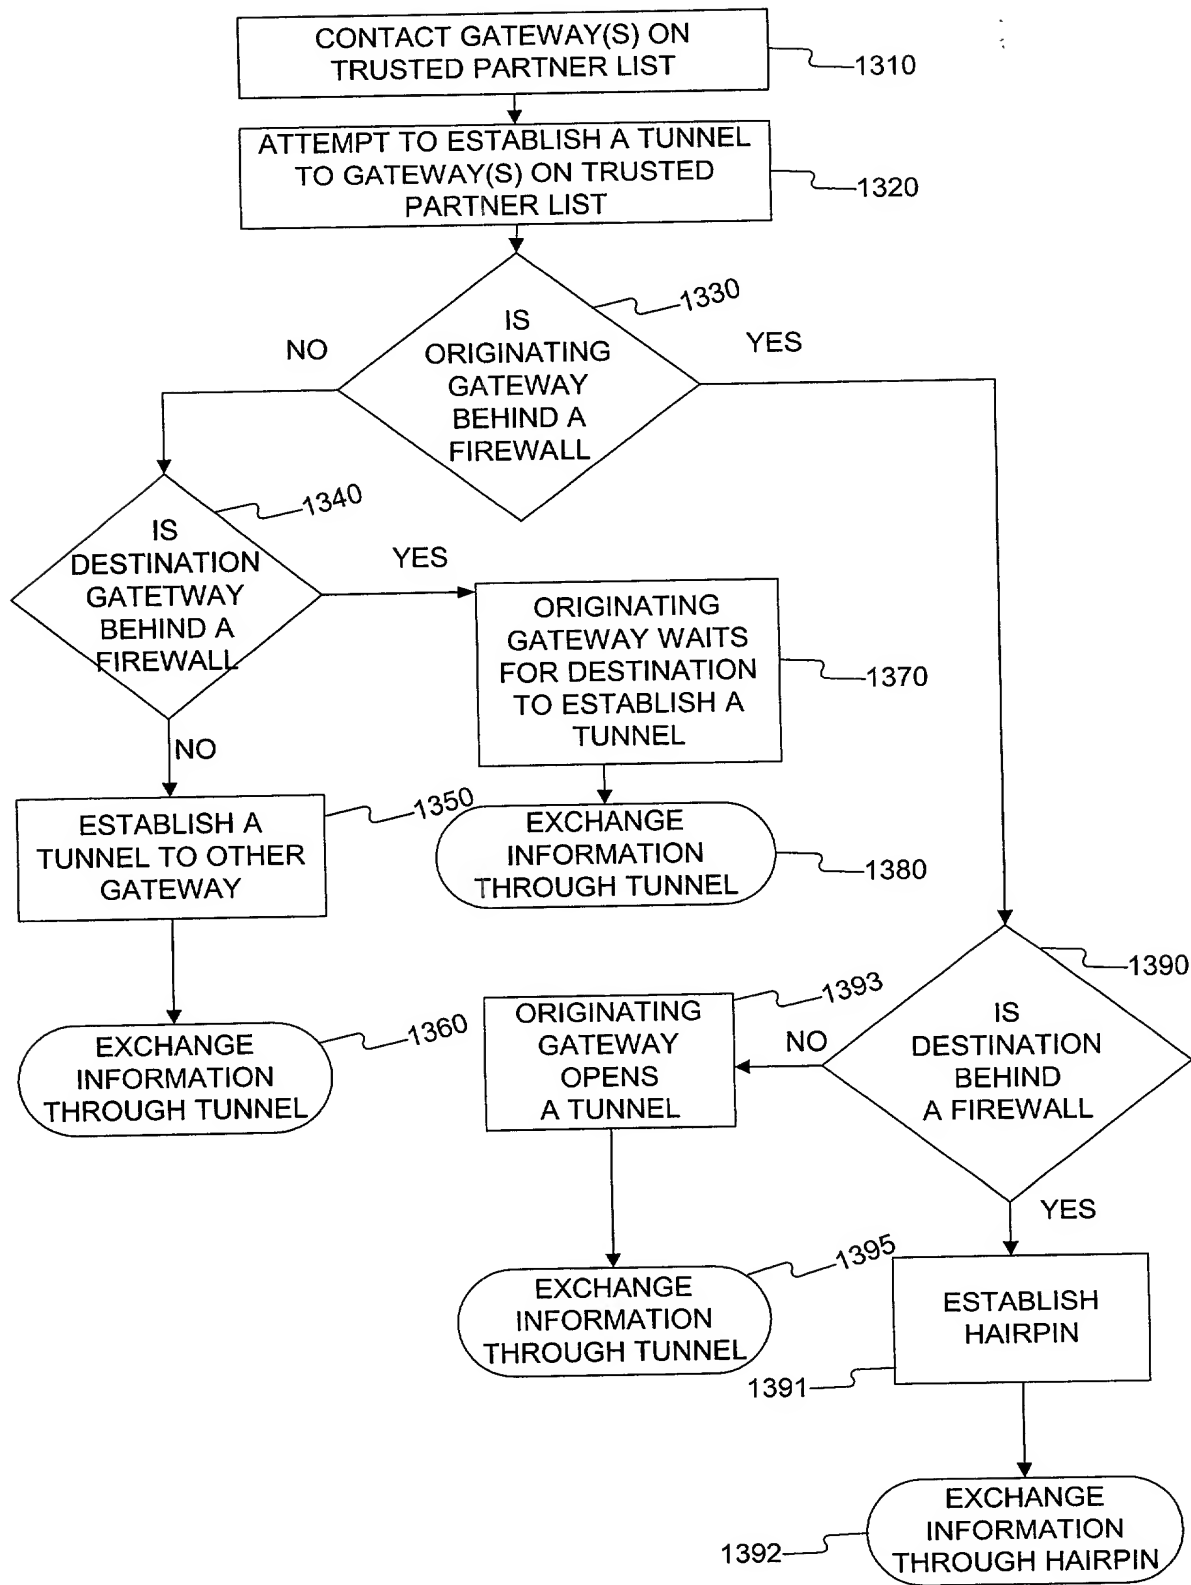 CONTACT GATEWAY(S) ON
TRUSTED PARTNER LIST
1310
ATTEMPT TO ESTABLISH A TUNNEL
TO GATEWAY(S) ON TRUSTED
PARTNER LIST
1320
IS
ORIGINATING
GATEWAY
BEHIND A
FIREWALL
1330
NO
YES
IS
DESTINATION
GATETWAY
BEHIND A
FIREWALL
1340
YES
NO
ORIGINATING
GATEWAY WAITS
FOR DESTINATION
TO ESTABLISH A
TUNNEL
1370
ESTABLISH A
TUNNEL TO OTHER
GATEWAY
1350
EXCHANGE
INFORMATION
THROUGH TUNNEL
1380
EXCHANGE
INFORMATION
THROUGH TUNNEL
1360
IS
DESTINATION
BEHIND
A FIREWALL
1390
NO
YES
ORIGINATING
GATEWAY
OPENS
A TUNNEL
1393
EXCHANGE
INFORMATION
THROUGH TUNNEL
1395
ESTABLISH
HAIRPIN
1391
EXCHANGE
INFORMATION
THROUGH HAIRPIN
1392